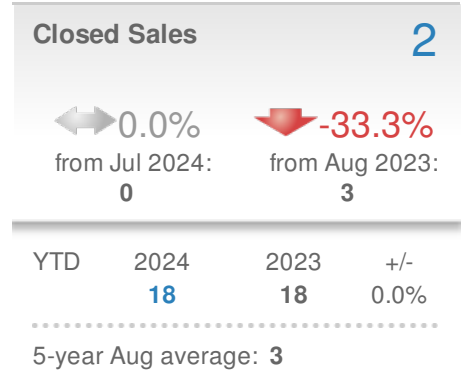 Closed Sales 2
0.0% -33.3%
from Jul 2024: from Aug 2023:
0 3
YTD 2024 2023 +/-
18 18 0.0%
5-year Aug average: 3